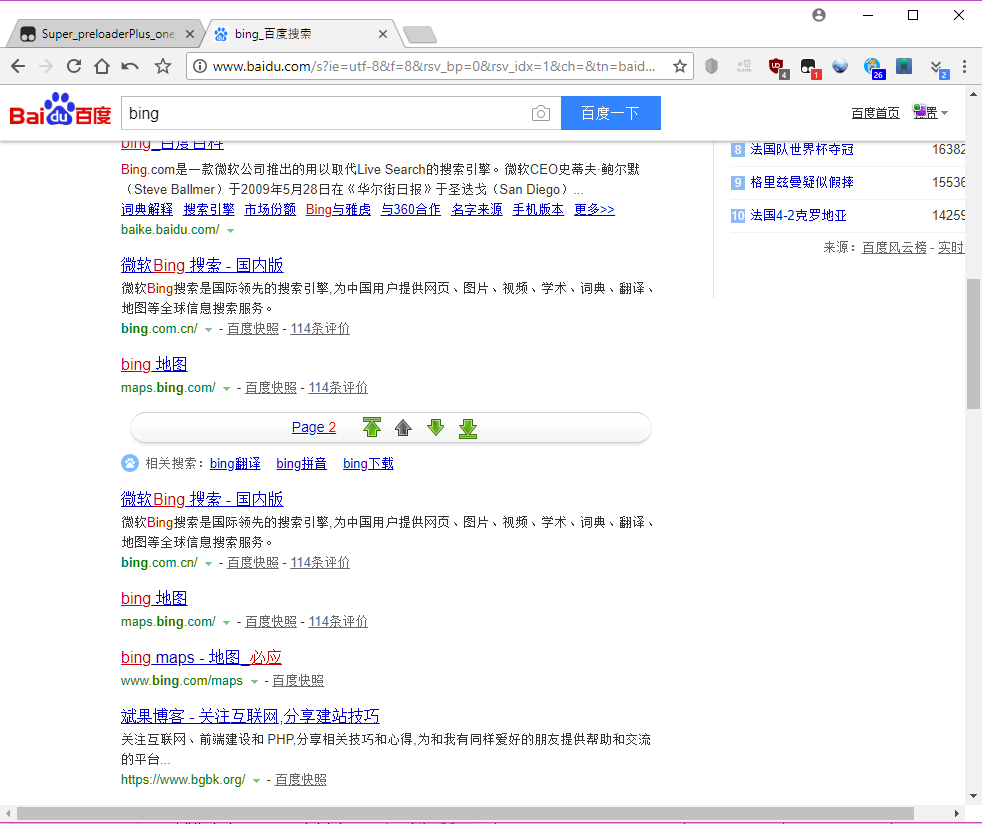 Super_preloaderPlus_one
bing_百度搜索
www.baidu.com/s?ie=utf-8&f=8&rsv_bp=0&rsv_idx=1&ch=&tn=baid...
4
1
26
2
Bai du 百度
bing
百度一下
百度首页
设置
bing_百度百科
Bing.com是一款微软公司推出的用以取代Live Search的搜索引擎。微软CEO史蒂夫·鲍尔默
（Steve Ballmer）于2009年5月28日在《华尔街日报》于圣迭戈（San Diego）...
词典解释 搜索引擎 市场份额 Bing与雅虎 与360合作 名字来源 手机版本 更多>>
baike.baidu.com/
8 法国队世界杯夺冠 16382
9 格里兹曼疑似假摔 15536
10 法国4-2克罗地亚 14259
来源：百度风云榜 - 实时
微软Bing 搜索 - 国内版
微软Bing搜索是国际领先的搜索引擎,为中国用户提供网页、图片、视频、学术、词典、翻译、
地图等全球信息搜索服务。
bing.com.cn/ - 百度快照 - 114条评价
bing 地图
maps.bing.com/ - 百度快照 - 114条评价
Page 2
相关搜索：bing翻译 bing拼音 bing下载
微软Bing 搜索 - 国内版
微软Bing搜索是国际领先的搜索引擎,为中国用户提供网页、图片、视频、学术、词典、翻译、
地图等全球信息搜索服务。
bing.com.cn/ - 百度快照 - 114条评价
bing 地图
maps.bing.com/ - 百度快照 - 114条评价
bing maps - 地图_必应
www.bing.com/maps - 百度快照
斌果博客 - 关注互联网,分享建站技巧
关注互联网、前端建设和 PHP,分享相关技巧和心得,为和我有同样爱好的朋友提供帮助和交流
的平台...
https://www.bgbk.org/ - 百度快照